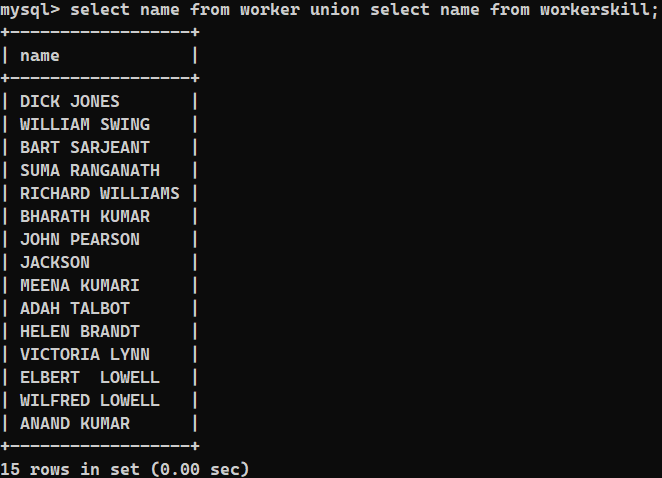 mysql> select name from worker union select name from workerskill;
+------------------+
| name             |
+------------------+
| DICK JONES       |
| WILLIAM SWING    |
| BART SARJEANT    |
| SUMA RANGANATH   |
| RICHARD WILLIAMS |
| BHARATH KUMAR    |
| JOHN PEARSON     |
| JACKSON          |
| MEENA KUMARI     |
| ADAH TALBOT      |
| HELEN BRANDT     |
| VICTORIA LYNN    |
| ELBERT  LOWELL   |
| WILFRED LOWELL   |
| ANAND KUMAR      |
+------------------+
15 rows in set (0.00 sec)